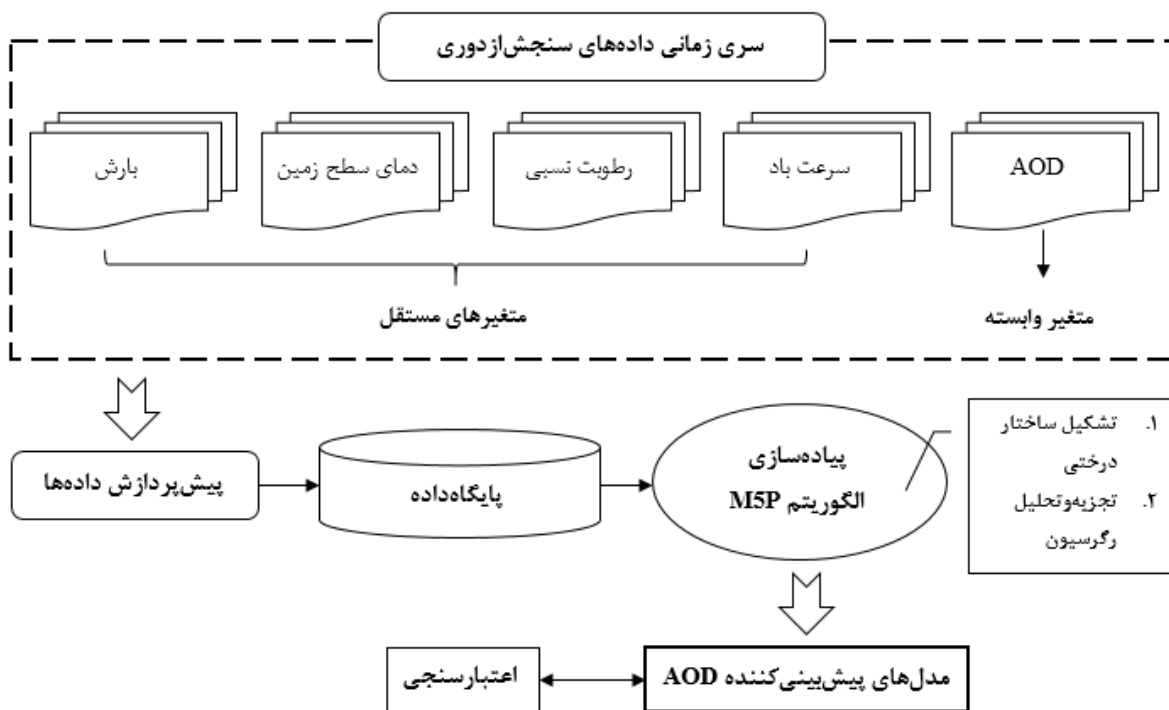 سری زمانی داده‌های سنجش‌ازدوری
AOD
سرعت باد
رطوبت نسبی
دمای سطح زمین
بارش
متغیر وابسته
متغیرهای مستقل
پیش‌پردازش داده‌ها
پایگاه‌داده
پیاده‌سازی
الگوریتم M5P
۱. تشکیل ساختار
درختی
۲. تجزیه‌وتحلیل
رگرسیون
مدل‌های پیش‌بینی‌کننده AOD
اعتبارسنجی